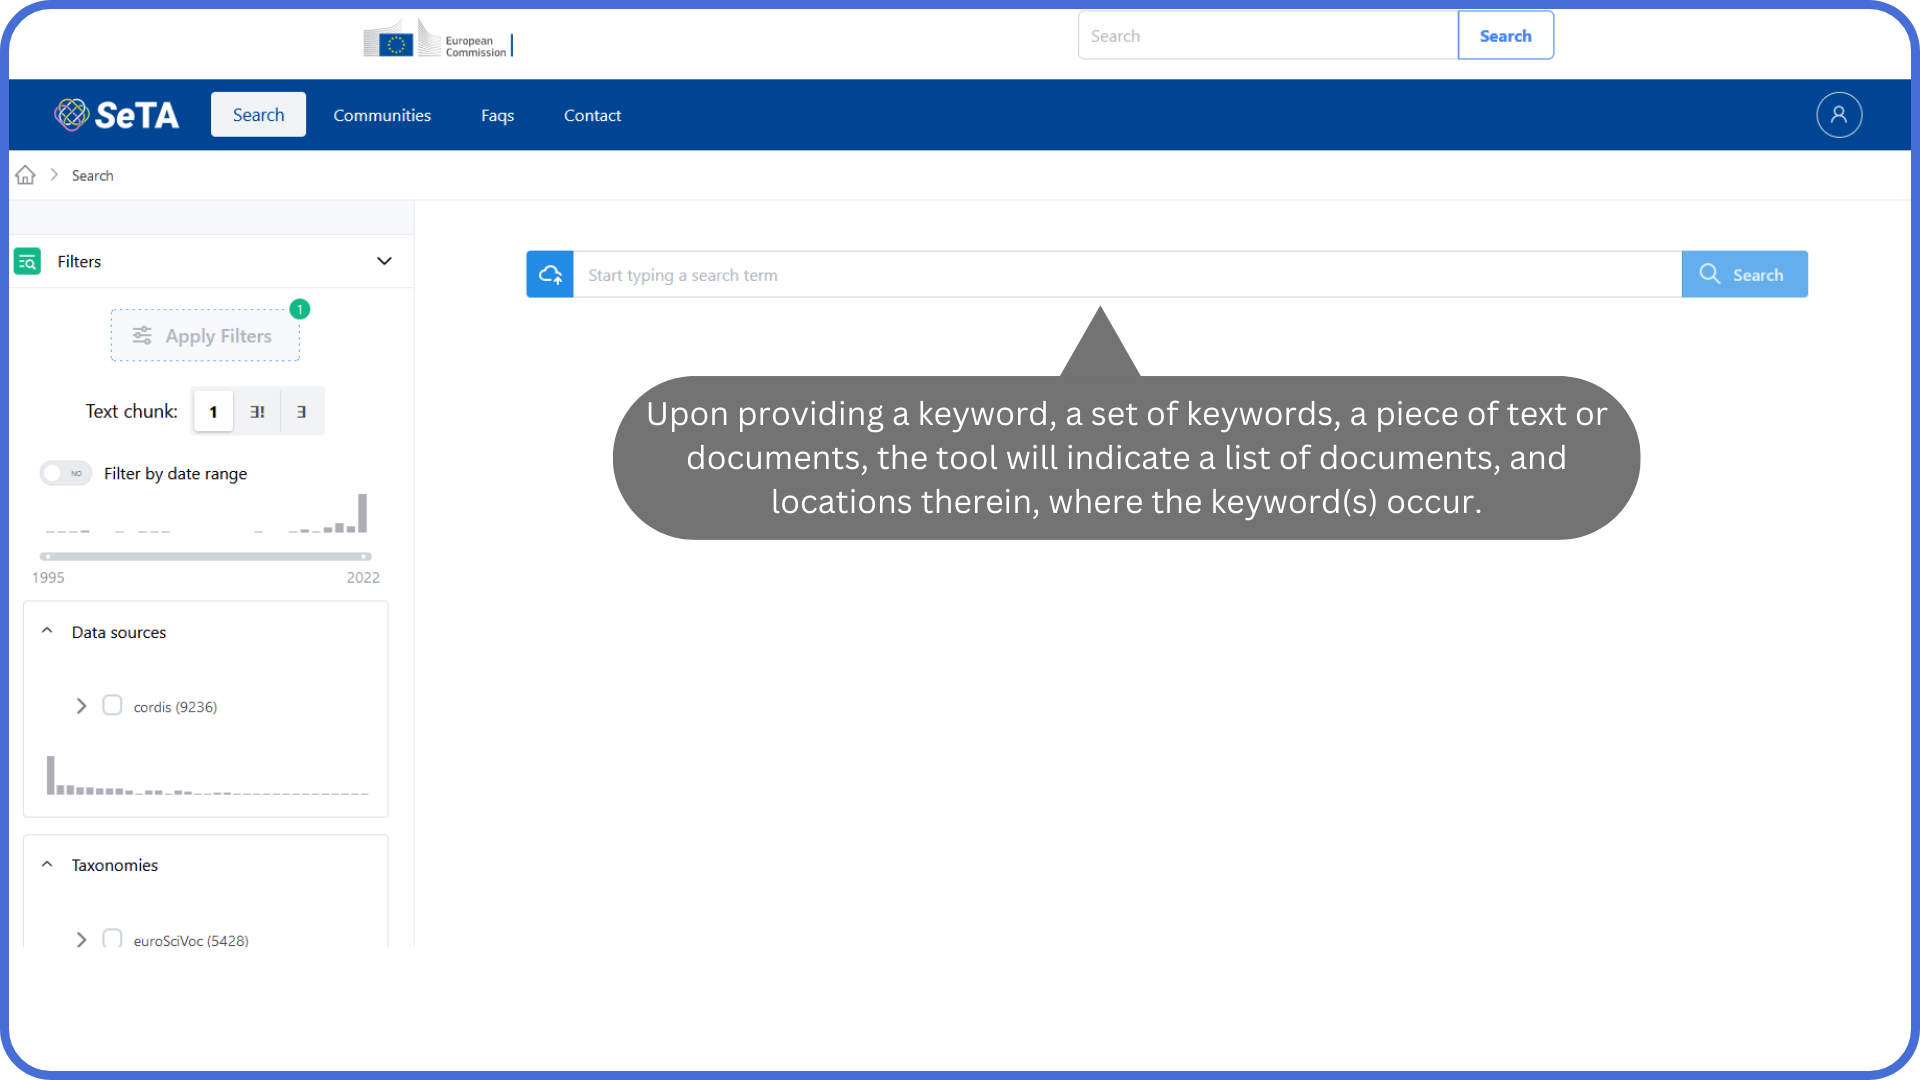 European
Commission
Search
Search
SeTA
Search
Communities
Faqs
Contact
Search
Filters
Start typing a search term
Search
1
Apply Filters
Text chunk:
1
∃!
∃
NO
Filter by date range
1995
2022
Data sources
cordis (9236)
Taxonomies
euroSciVoc (5428)
Upon providing a keyword, a set of keywords, a piece of text or
documents, the tool will indicate a list of documents, and
locations therein, where the keyword(s) occur.